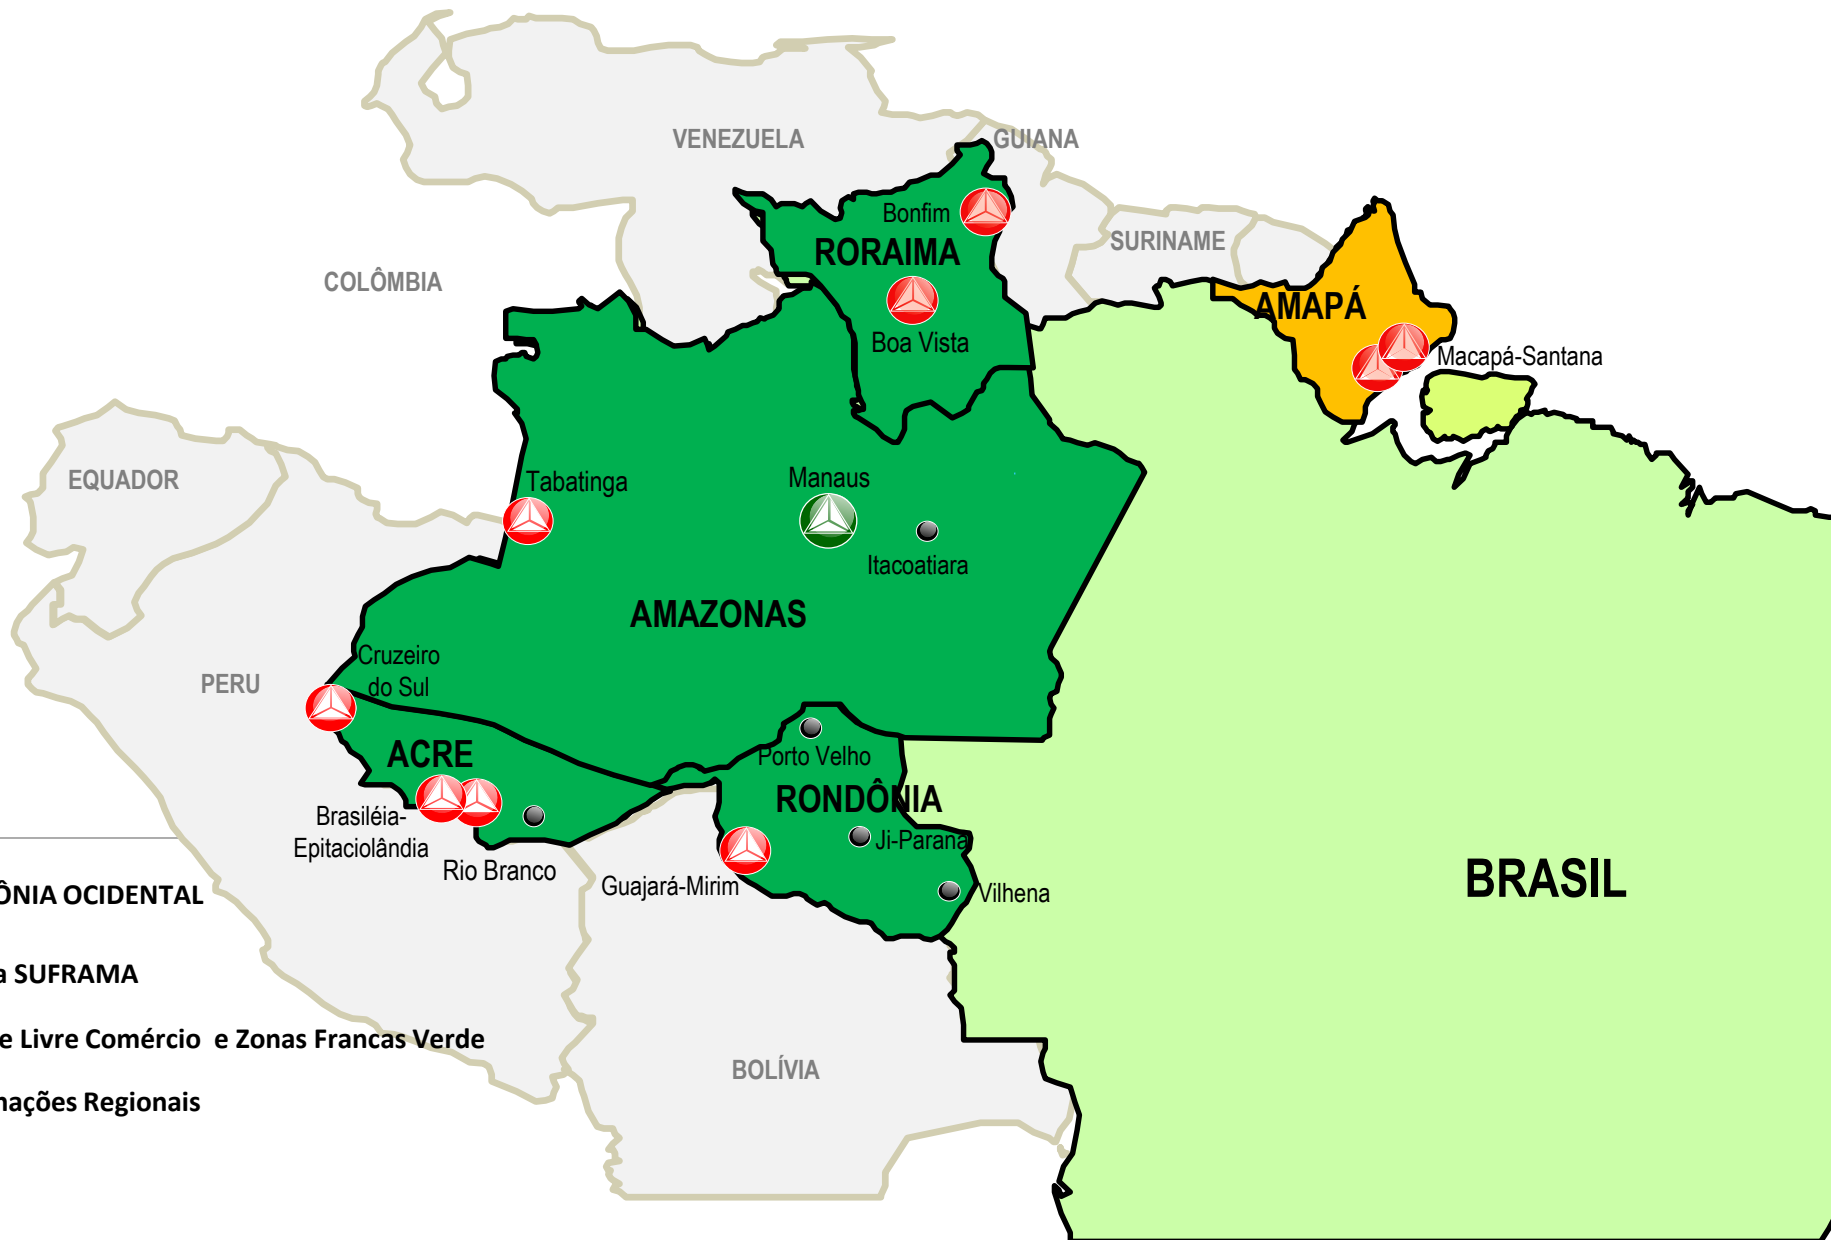 VENEZUELA
GUIANA
Bonfim
RORAIMA
SURINAME
COLÔMBIA
AMAPÁ
Boa Vista
Macapá-Santana
EQUADOR
Tabatinga
Manaus
Itacoatiara
AMAZONAS
Cruzeiro
do Sul
PERU
ACRE
Porto Velho
RONDÔNIA
Brasiléia-
Epitaciolândia
Ji-Paraná
Rio Branco
Guajará-Mirim
Vilhena
BRASIL
ÔNIA OCIDENTAL
a SUFRAMA
e Livre Comércio e Zonas Francas Verde
BOLÍVIA
nações Regionais